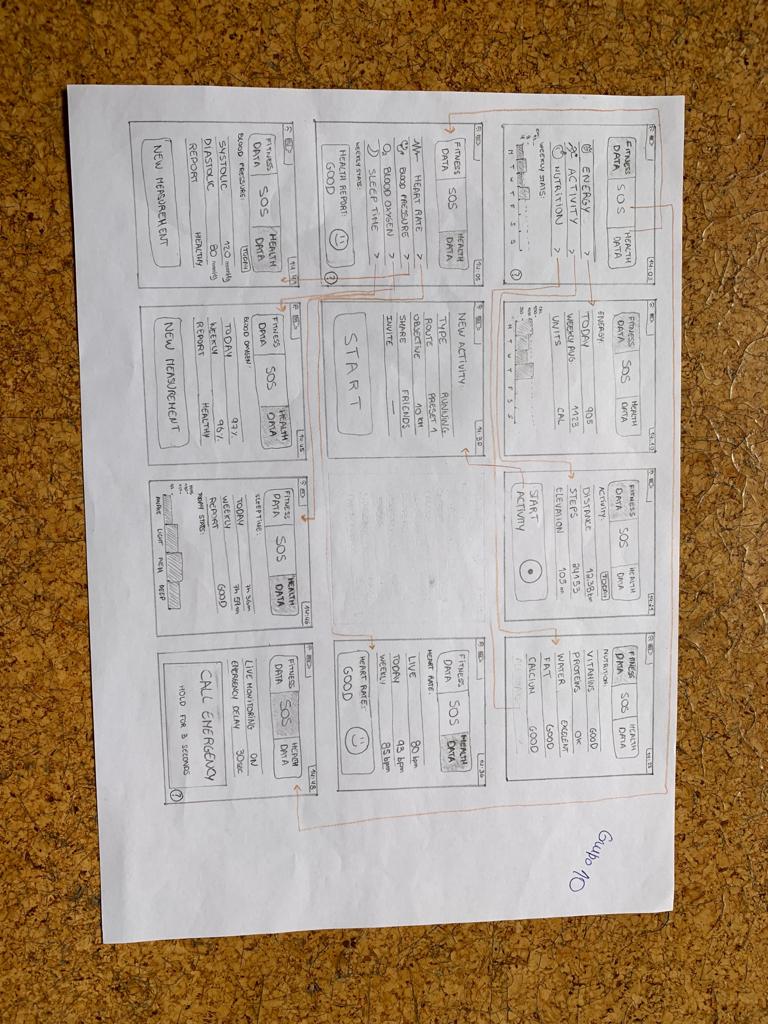 14:02
FITNESS DATA SOS HEALTH DATA
ENERGY >
ACTIVITY >
NUTRITION >
WEEKLY STATS:
M T W T F S S
?
FITNESS DATA SOS HEALTH DATA
ENERGY:
TODAY 905
WEEKLY AVG. 1123
UNITS CAL
CAL
M T W T F S S
14:21
FITNESS DATA SOS HEALTH DATA
ACTIVITY: TODAY
DISTANCE 12.38 km
STEPS 24153
ELEVATION 105 m
START ACTIVITY
FITNESS DATA SOS HEALTH DATA
NUTRITION:
VITAMINS GOOD
PROTEINS OK
WATER EXCELENT
FAT GOOD
CALCIUM GOOD
Grupo 10
14:05
FITNESS DATA SOS HEALTH DATA
HEART RATE >
BLOOD PRESSURE >
BLOOD OXYGEN >
SLEEP TIME >
WEEKLY STATS:
HEALTH REPORT:
GOOD
?
14:32
NEW ACTIVITY:
TYPE RUNNING
ROUTE PRESET 1
OBJECTIVE 10 KM
SHARE FRIENDS
INVITE —
START
14:36
FITNESS DATA SOS HEALTH DATA
HEART RATE:
LIVE 80 bpm
TODAY 93 bpm
WEEKLY 85 bpm
HEART RATE:
GOOD
FITNESS DATA SOS HEALTH DATA
BLOOD PRESSURE: TODAY
SYSTOLIC 120 mmHg
DIASTOLIC 80 mmHg
REPORT HEALTHY
NEW MEASUREMENT
14:45
FITNESS DATA SOS HEALTH DATA
BLOOD OXYGEN:
TODAY 97%
WEEKLY 96%
REPORT HEALTHY
NEW MEASUREMENT
14:46
FITNESS DATA SOS HEALTH DATA
SLEEP TIME:
TODAY 7h 36m
WEEKLY 7h 59m
REPORT GOOD
TODAY STATS:
AWAKE LIGHT REM DEEP
14:48
FITNESS DATA SOS HEALTH DATA
LIVE MONITORING ON
EMERGENCY DELAY 30sec
CALL EMERGENCY
HOLD FOR 3 SECONDS
?